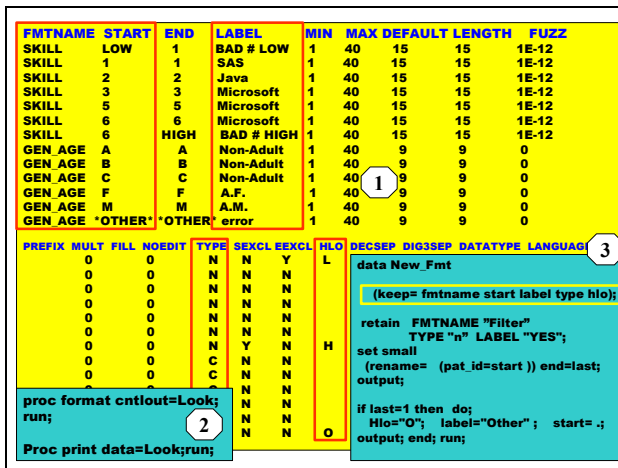 FMTNAME START END LABEL MIN MAX DEFAULT LENGTH FUZZ
SKILL LOW 1 BAD # LOW 1 40 15 15 1E-12
SKILL 1 1 SAS 1 40 15 15 1E-12
SKILL 2 2 Java 1 40 15 15 1E-12
SKILL 3 3 Microsoft 1 40 15 15 1E-12
SKILL 5 5 Microsoft 1 40 15 15 1E-12
SKILL 6 6 Microsoft 1 40 15 15 1E-12
SKILL 6 HIGH BAD # HIGH 1 40 15 15 1E-12
GEN_AGE A A Non-Adult 1 40 9 9 0
GEN_AGE B B Non-Adult 1 40 9 9 0
GEN_AGE C C Non-Adult 1 40 9 9 0
GEN_AGE F F A.F. 1 40 9 9 0
GEN_AGE M M A.M. 1 40 9 9 0
GEN_AGE *OTHER* *OTHER* error 1 40 9 9 0
1
PREFIX MULT FILL NOEDIT TYPE SEXCL EEXCL HLO DECSEP DIG3SEP DATATYPE
0 0 N N Y L
0 0 N N N
0 0 N N N
0 0 N N N
0 0 N N N
0 0 N N N
0 0 N Y N H
0 0 C N N
0 0 C N N
N N
N N
N N
N N O
proc format cntlout=Look;
run;
Proc print data=Look;run;
2
3
data New_Fmt
(keep= fmtname start label type hlo);
retain FMTNAME ”Filter”
TYPE "n" LABEL "YES";
set small
(rename= (pat_id=start )) end=last;
output;
if last=1 then do;
Hlo="O"; label="Other" ; start= .;
output; end; run;